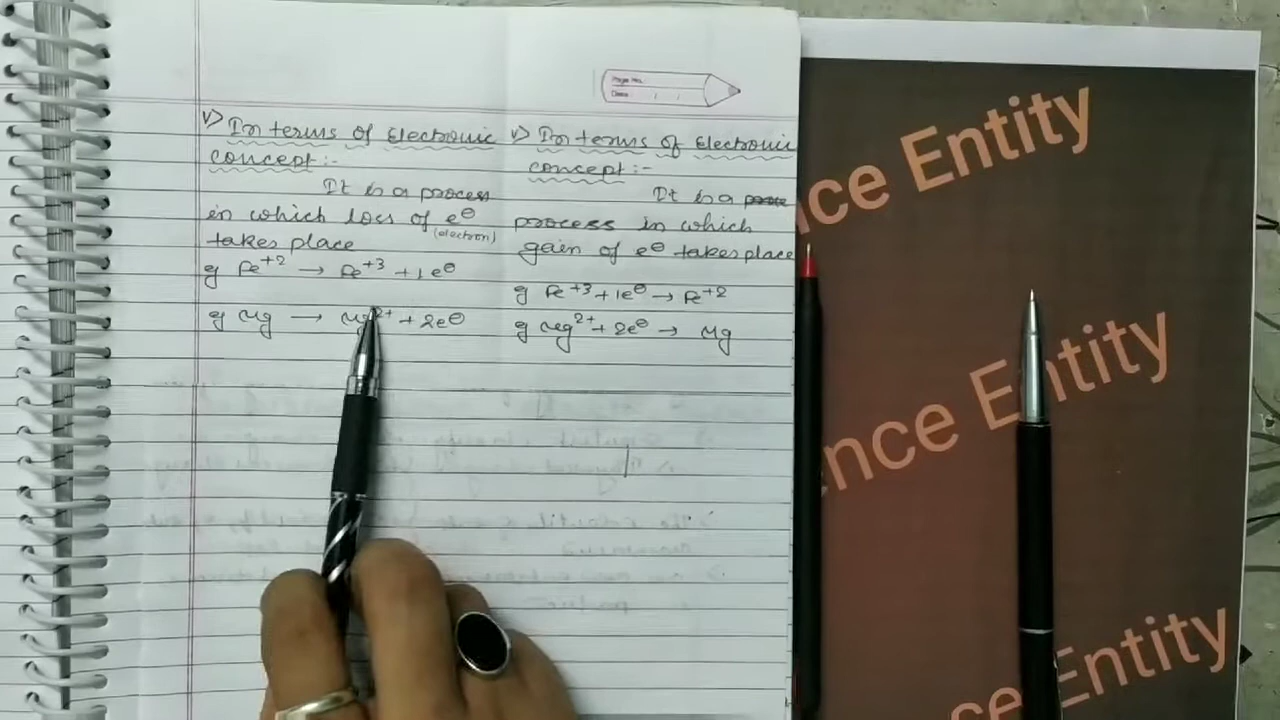 Page No.
Date
v) In terms of Electronic
concept:-
It is a process
in which loss of e⊖
(electron)
takes place
eg Fe+2 → Fe+3 + 1e⊖
eg Mg → Mg2+ + 2e⊖
v) In terms of Electronic
concept:-
It is a
process in which
gain of e⊖ takes place
eg Fe+3 + 1e⊖ → Fe+2
eg Mg2+ + 2e⊖ → Mg
nce Entity
ence Entity
ce Entity